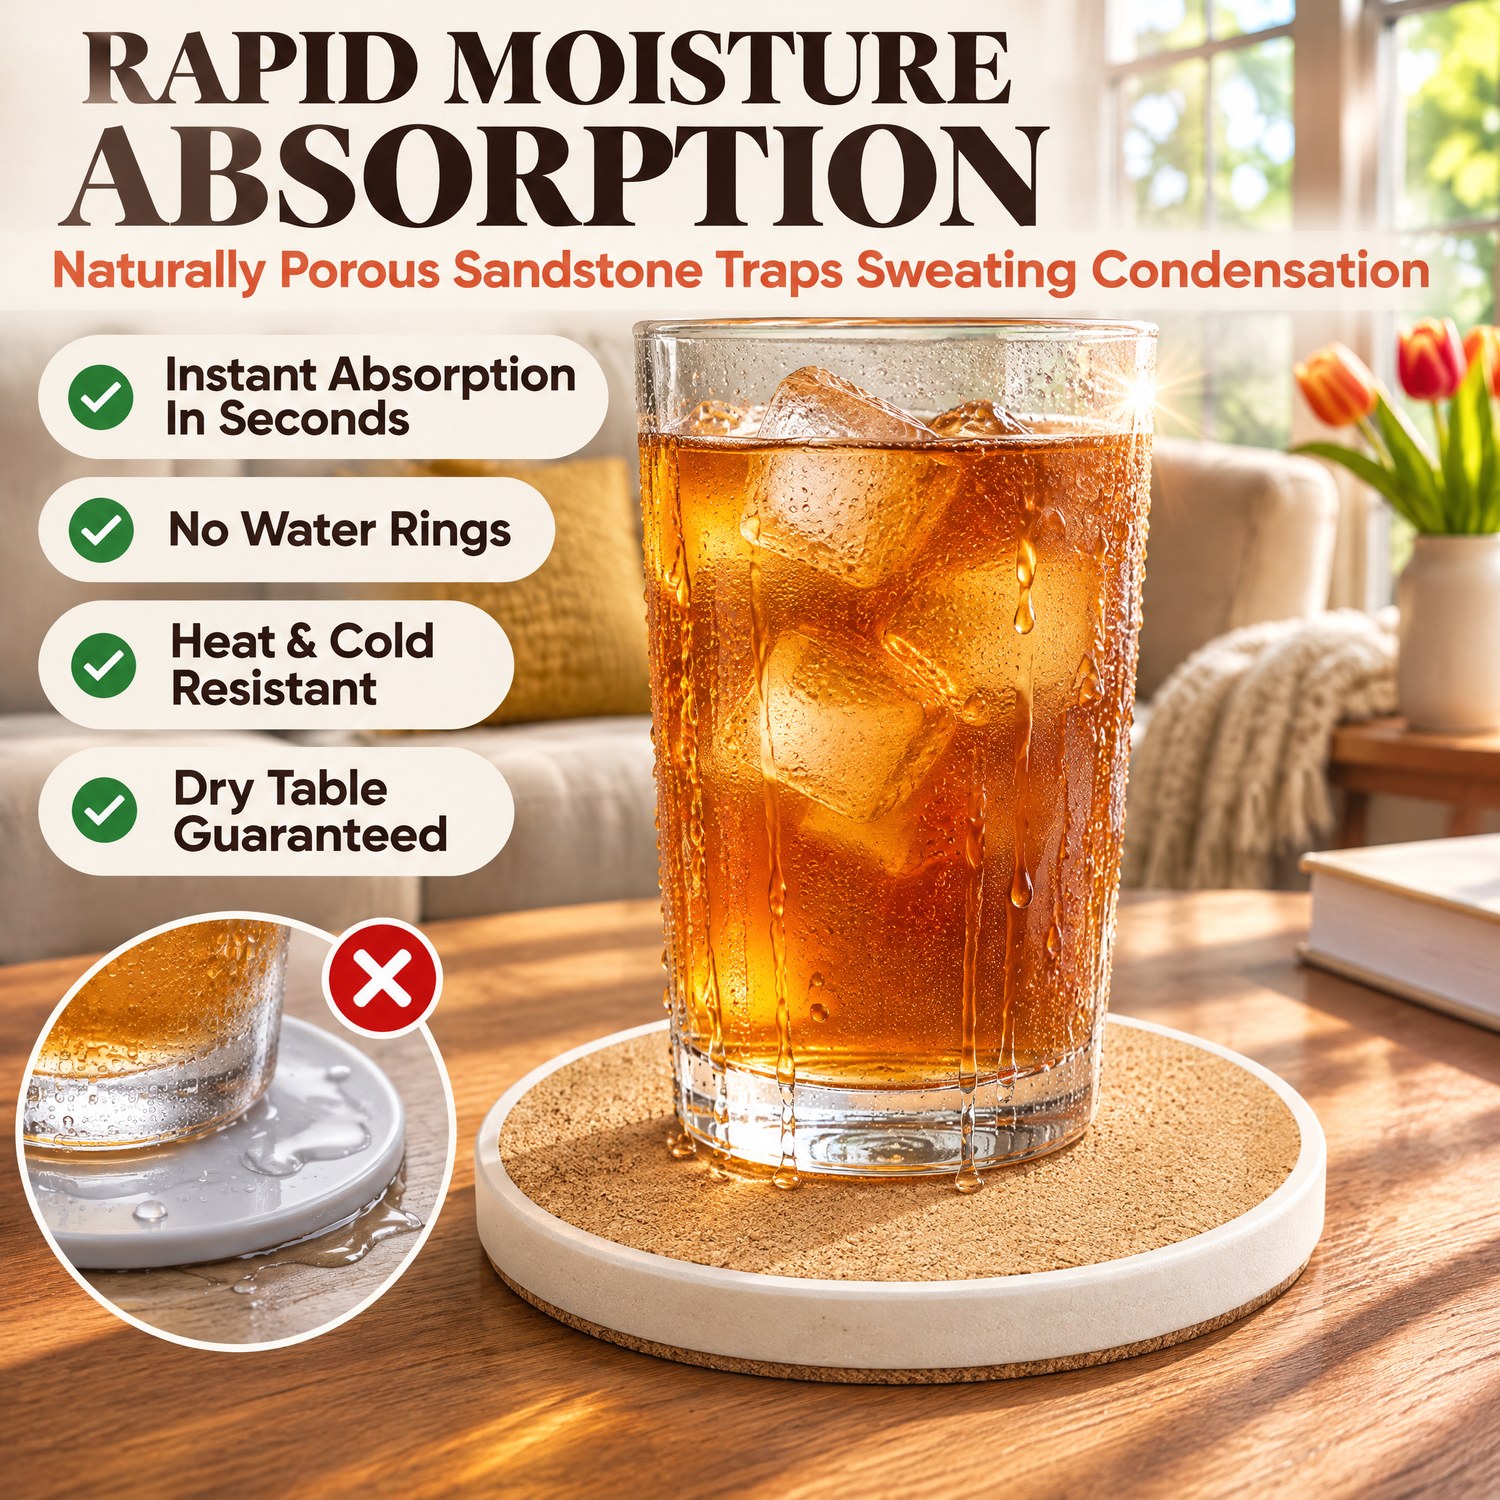 RAPID MOISTURE
ABSORPTION
Naturally Porous Sandstone Traps Sweating Condensation
Instant Absorption
In Seconds
No Water Rings
Heat & Cold
Resistant
Dry Table
Guaranteed